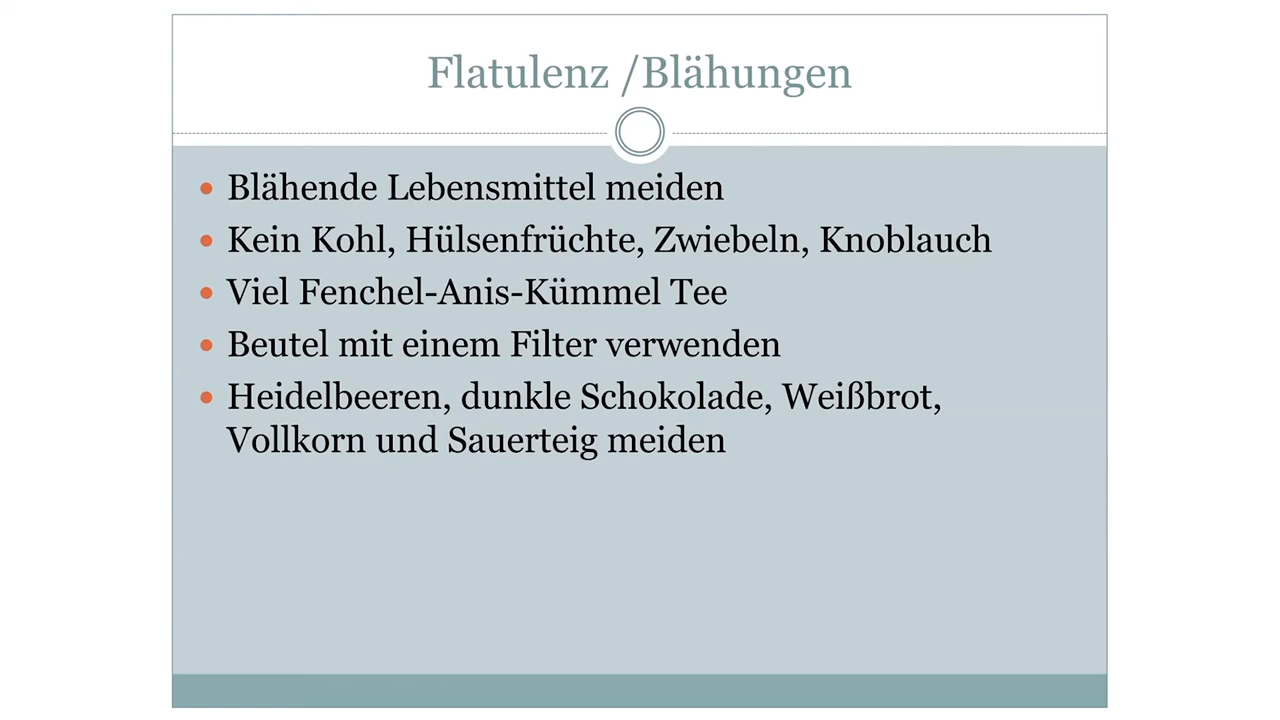 Flatulenz /Blähungen
Blähende Lebensmittel meiden
Kein Kohl, Hülsenfrüchte, Zwiebeln, Knoblauch
Viel Fenchel-Anis-Kümmel Tee
Beutel mit einem Filter verwenden
Heidelbeeren, dunkle Schokolade, Weißbrot,
Vollkorn und Sauerteig meiden